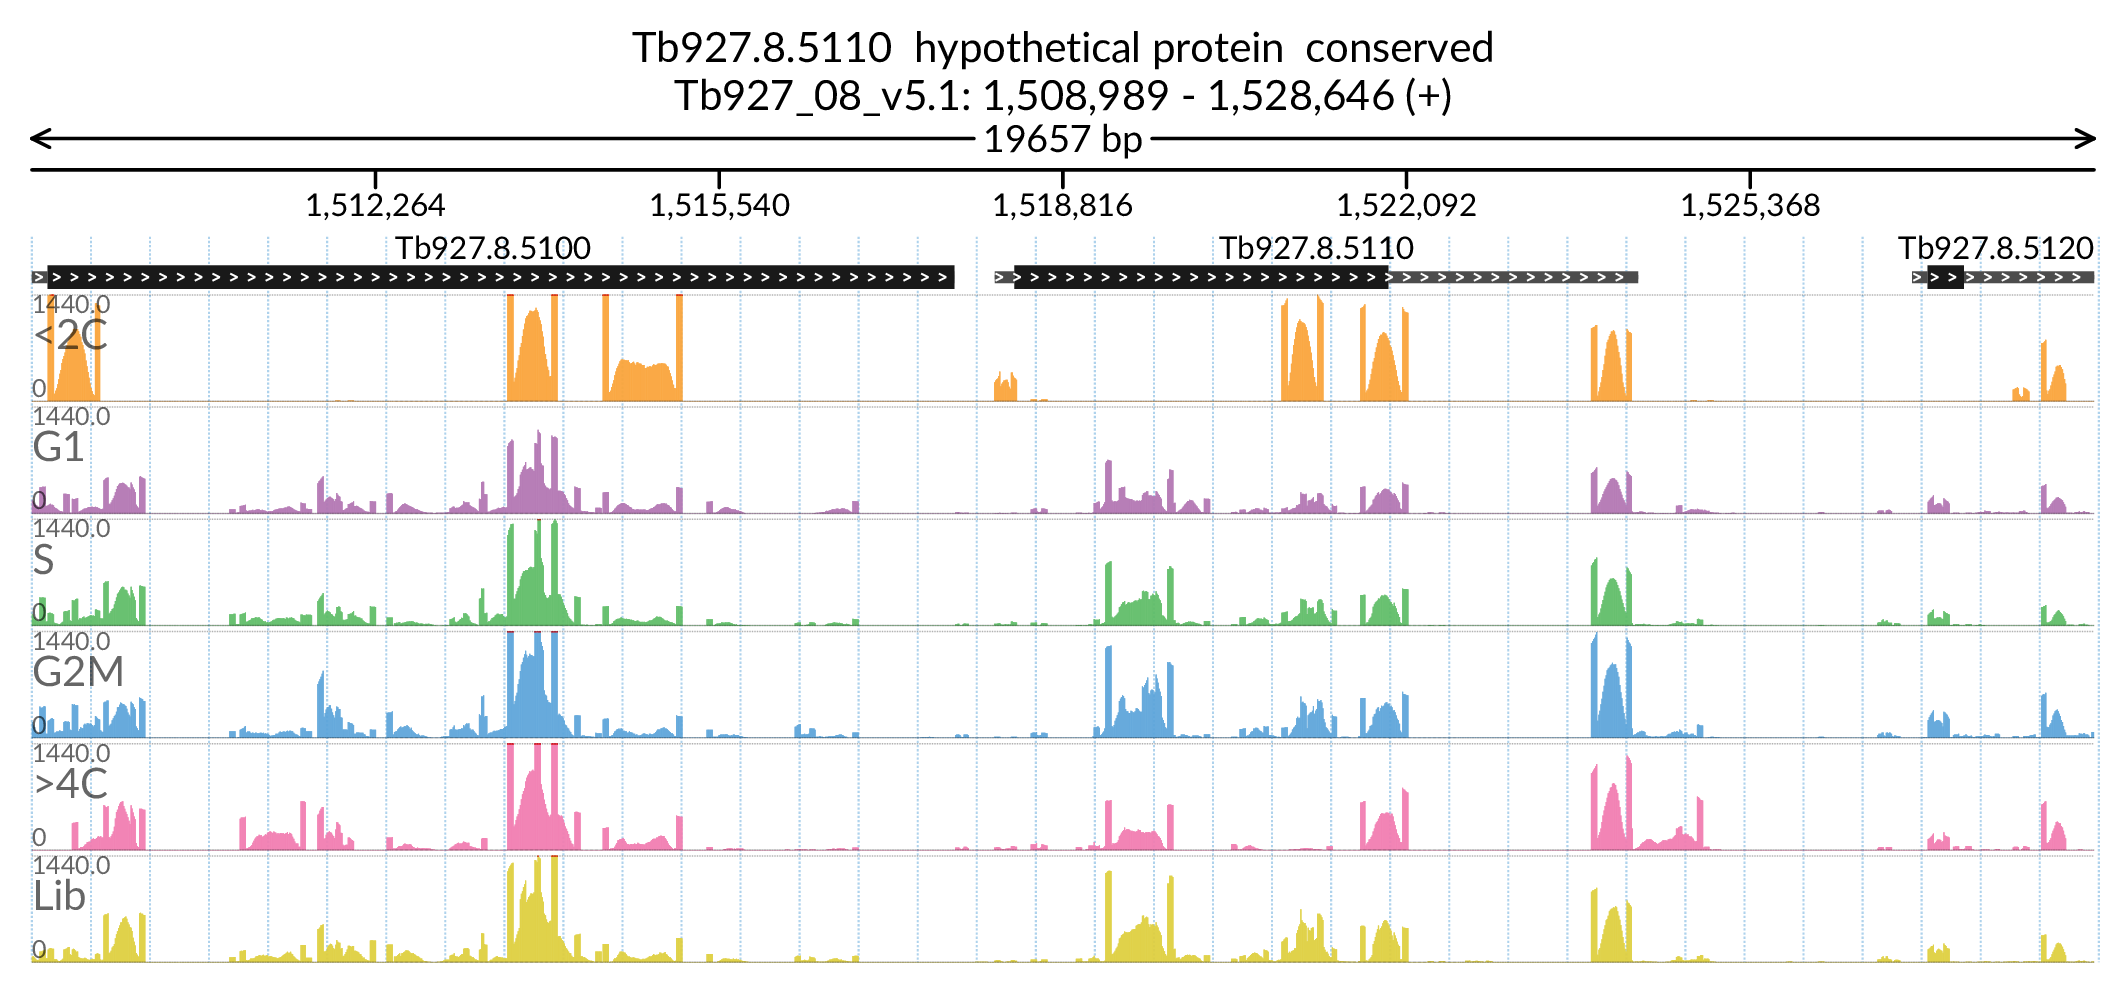 Tb927.8.5110  hypothetical protein  conserved
Tb927_08_v5.1: 1,508,989 - 1,528,646 (+)
19657 bp
1,512,264 1,515,540 1,518,816 1,522,092 1,525,368
Tb927.8.5100 Tb927.8.5110 Tb927.8.5120
1440.0
<2C
0
1440.0
G1
0
1440.0
S
0
1440.0
G2M
0
1440.0
>4C
0
1440.0
Lib
0